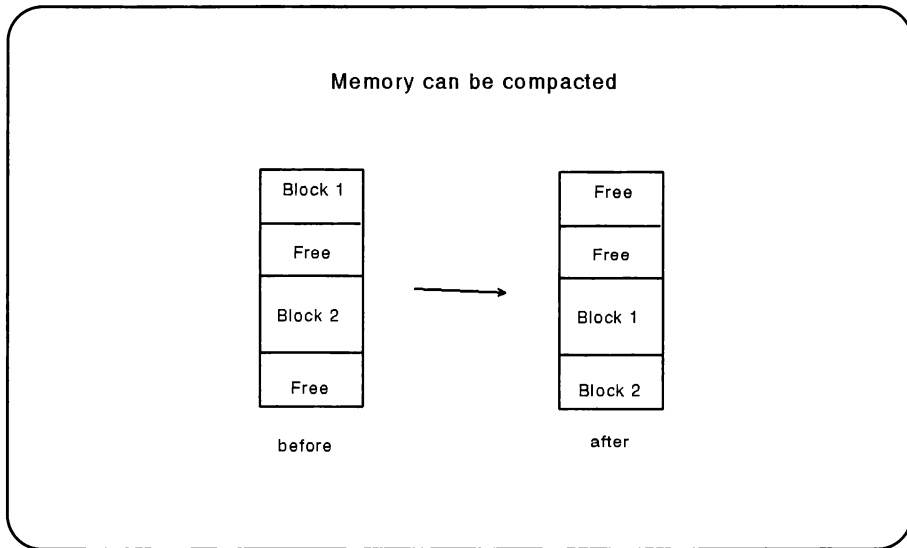 Memory can be compacted
Block 1
Free
Block 2
Free
before
Free
Free
Block 1
Block 2
after